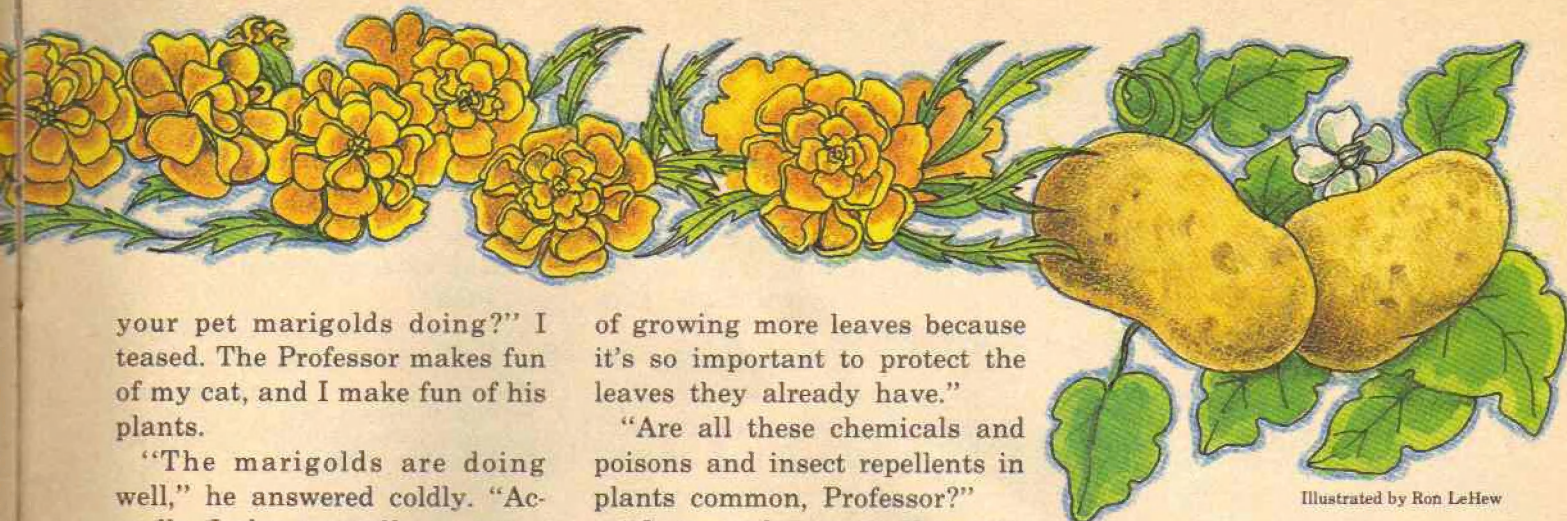 your pet marigolds doing?” I
teased. The Professor makes fun
of my cat, and I make fun of his
plants.
“The marigolds are doing
well,” he answered coldly. “Ac-
of growing more leaves because
it’s so important to protect the
leaves they already have.”
“Are all these chemicals and
poisons and insect repellents in
plants common, Professor?”
Illustrated by Ron LeHew